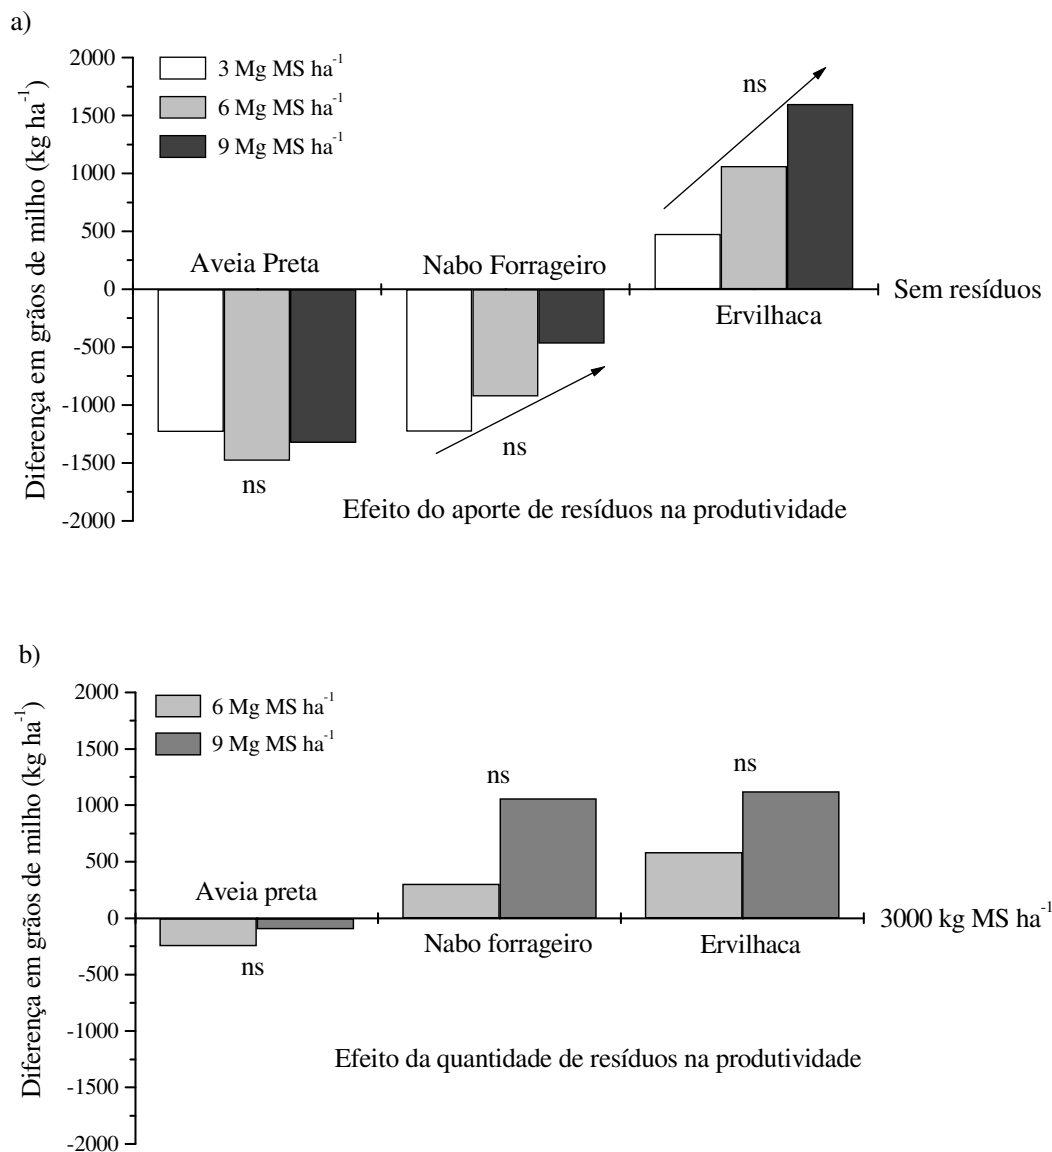 a)
Diferença em grãos de milho (kg ha⁻¹)
2000
1500
1000
500
0
-500
-1000
-1500
-2000
3 Mg MS ha⁻¹
6 Mg MS ha⁻¹
9 Mg MS ha⁻¹
ns
Aveia Preta
Nabo Forrageiro
Sem resíduos
Ervilhaca
ns
ns
Efeito do aporte de resíduos na produtividade
b)
Diferença em grãos de milho (kg ha⁻¹)
2000
1500
1000
500
0
-500
-1000
-1500
-2000
6 Mg MS ha⁻¹
9 Mg MS ha⁻¹
ns
ns
Aveia preta
3000 kg MS ha⁻¹
Nabo forrageiro
Ervilhaca
ns
Efeito da quantidade de resíduos na produtividade